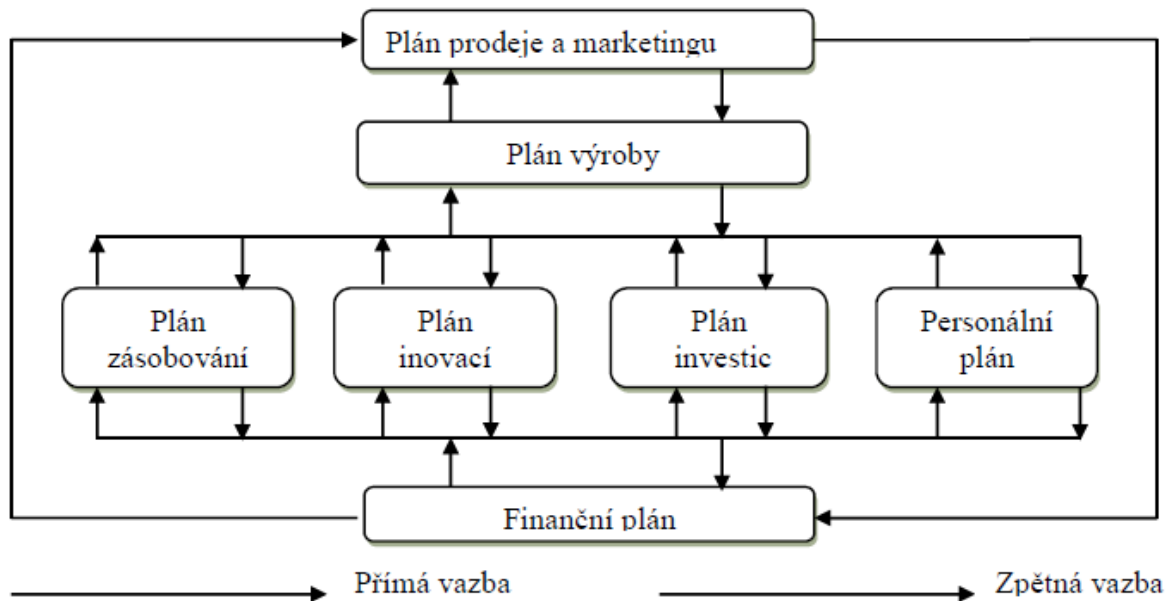 Plán prodeje a marketingu
Plán výroby
Plán
zásobování
Plán
inovací
Plán
investic
Personální
plán
Finanční plán
Přímá vazba
Zpětná vazba